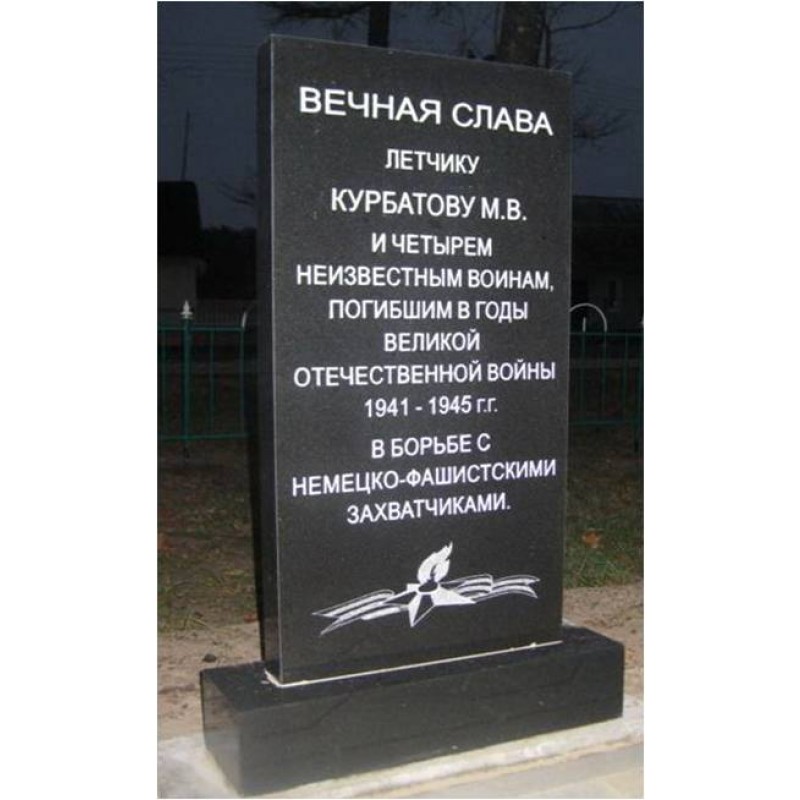 ВЕЧНАЯ СЛАВА
ЛЕТЧИКУ
КУРБАТОВУ М.В.
И ЧЕТЫРЕМ
НЕИЗВЕСТНЫМ ВОИНАМ,
ПОГИБШИМ В ГОДЫ
ВЕЛИКОЙ
ОТЕЧЕСТВЕННОЙ ВОЙНЫ
1941 - 1945 г.г.
В БОРЬБЕ С
НЕМЕЦКО-ФАШИСТСКИМИ
ЗАХВАТЧИКАМИ.